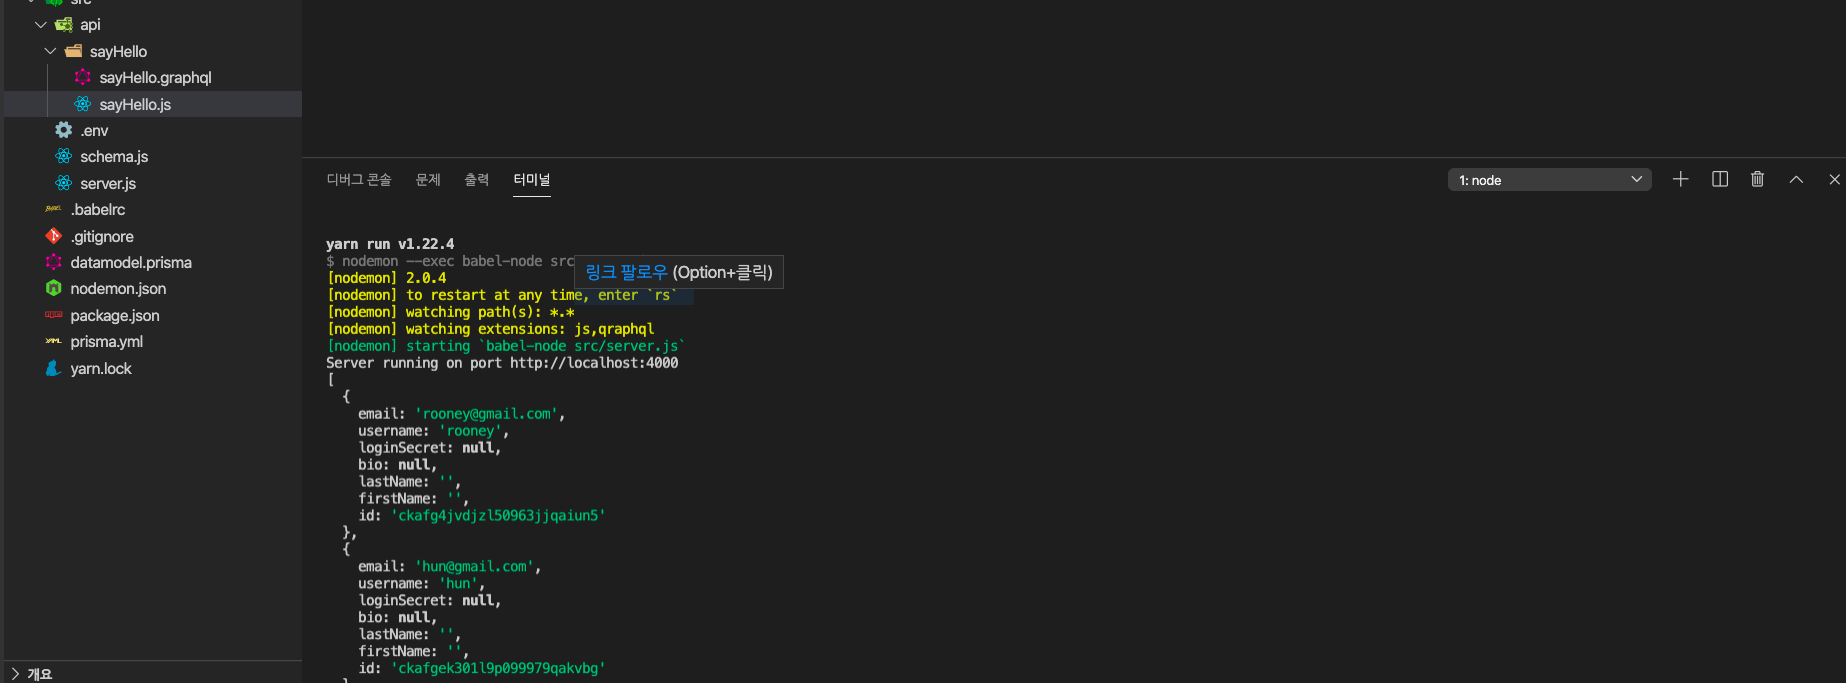 src
api
sayHello
sayHello.graphql
sayHello.js
.env
schema.js
server.js
.babelrc
.gitignore
datamodel.prisma
nodemon.json
package.json
prisma.yml
yarn.lock
개요
디버그 콘솔 문제 출력 터미널
1: node
yarn run v1.22.4
$ nodemon --exec babel-node src
링크 팔로우 (Option+클릭)
[nodemon] 2.0.4
[nodemon] to restart at any time, enter `rs`
[nodemon] watching path(s): *.*
[nodemon] watching extensions: js,qraphql
[nodemon] starting `babel-node src/server.js`
Server running on port http://localhost:4000
[
{
email: 'rooney@gmail.com',
username: 'rooney',
loginSecret: null,
bio: null,
lastName: '',
firstName: '',
id: 'ckafg4jvdjzl50963jjqaiun5'
},
{
email: 'hun@gmail.com',
username: 'hun',
loginSecret: null,
bio: null,
lastName: '',
firstName: '',
id: 'ckafgek301l9p099979qakvbg'